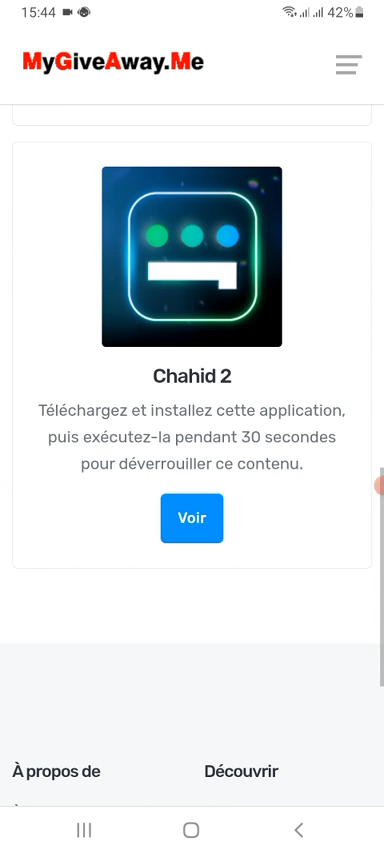 15:44
42%
MyGiveAway.Me
Chahid 2
Téléchargez et installez cette application,
puis exécutez-la pendant 30 secondes
pour déverrouiller ce contenu.
Voir
À propos de
Découvrir